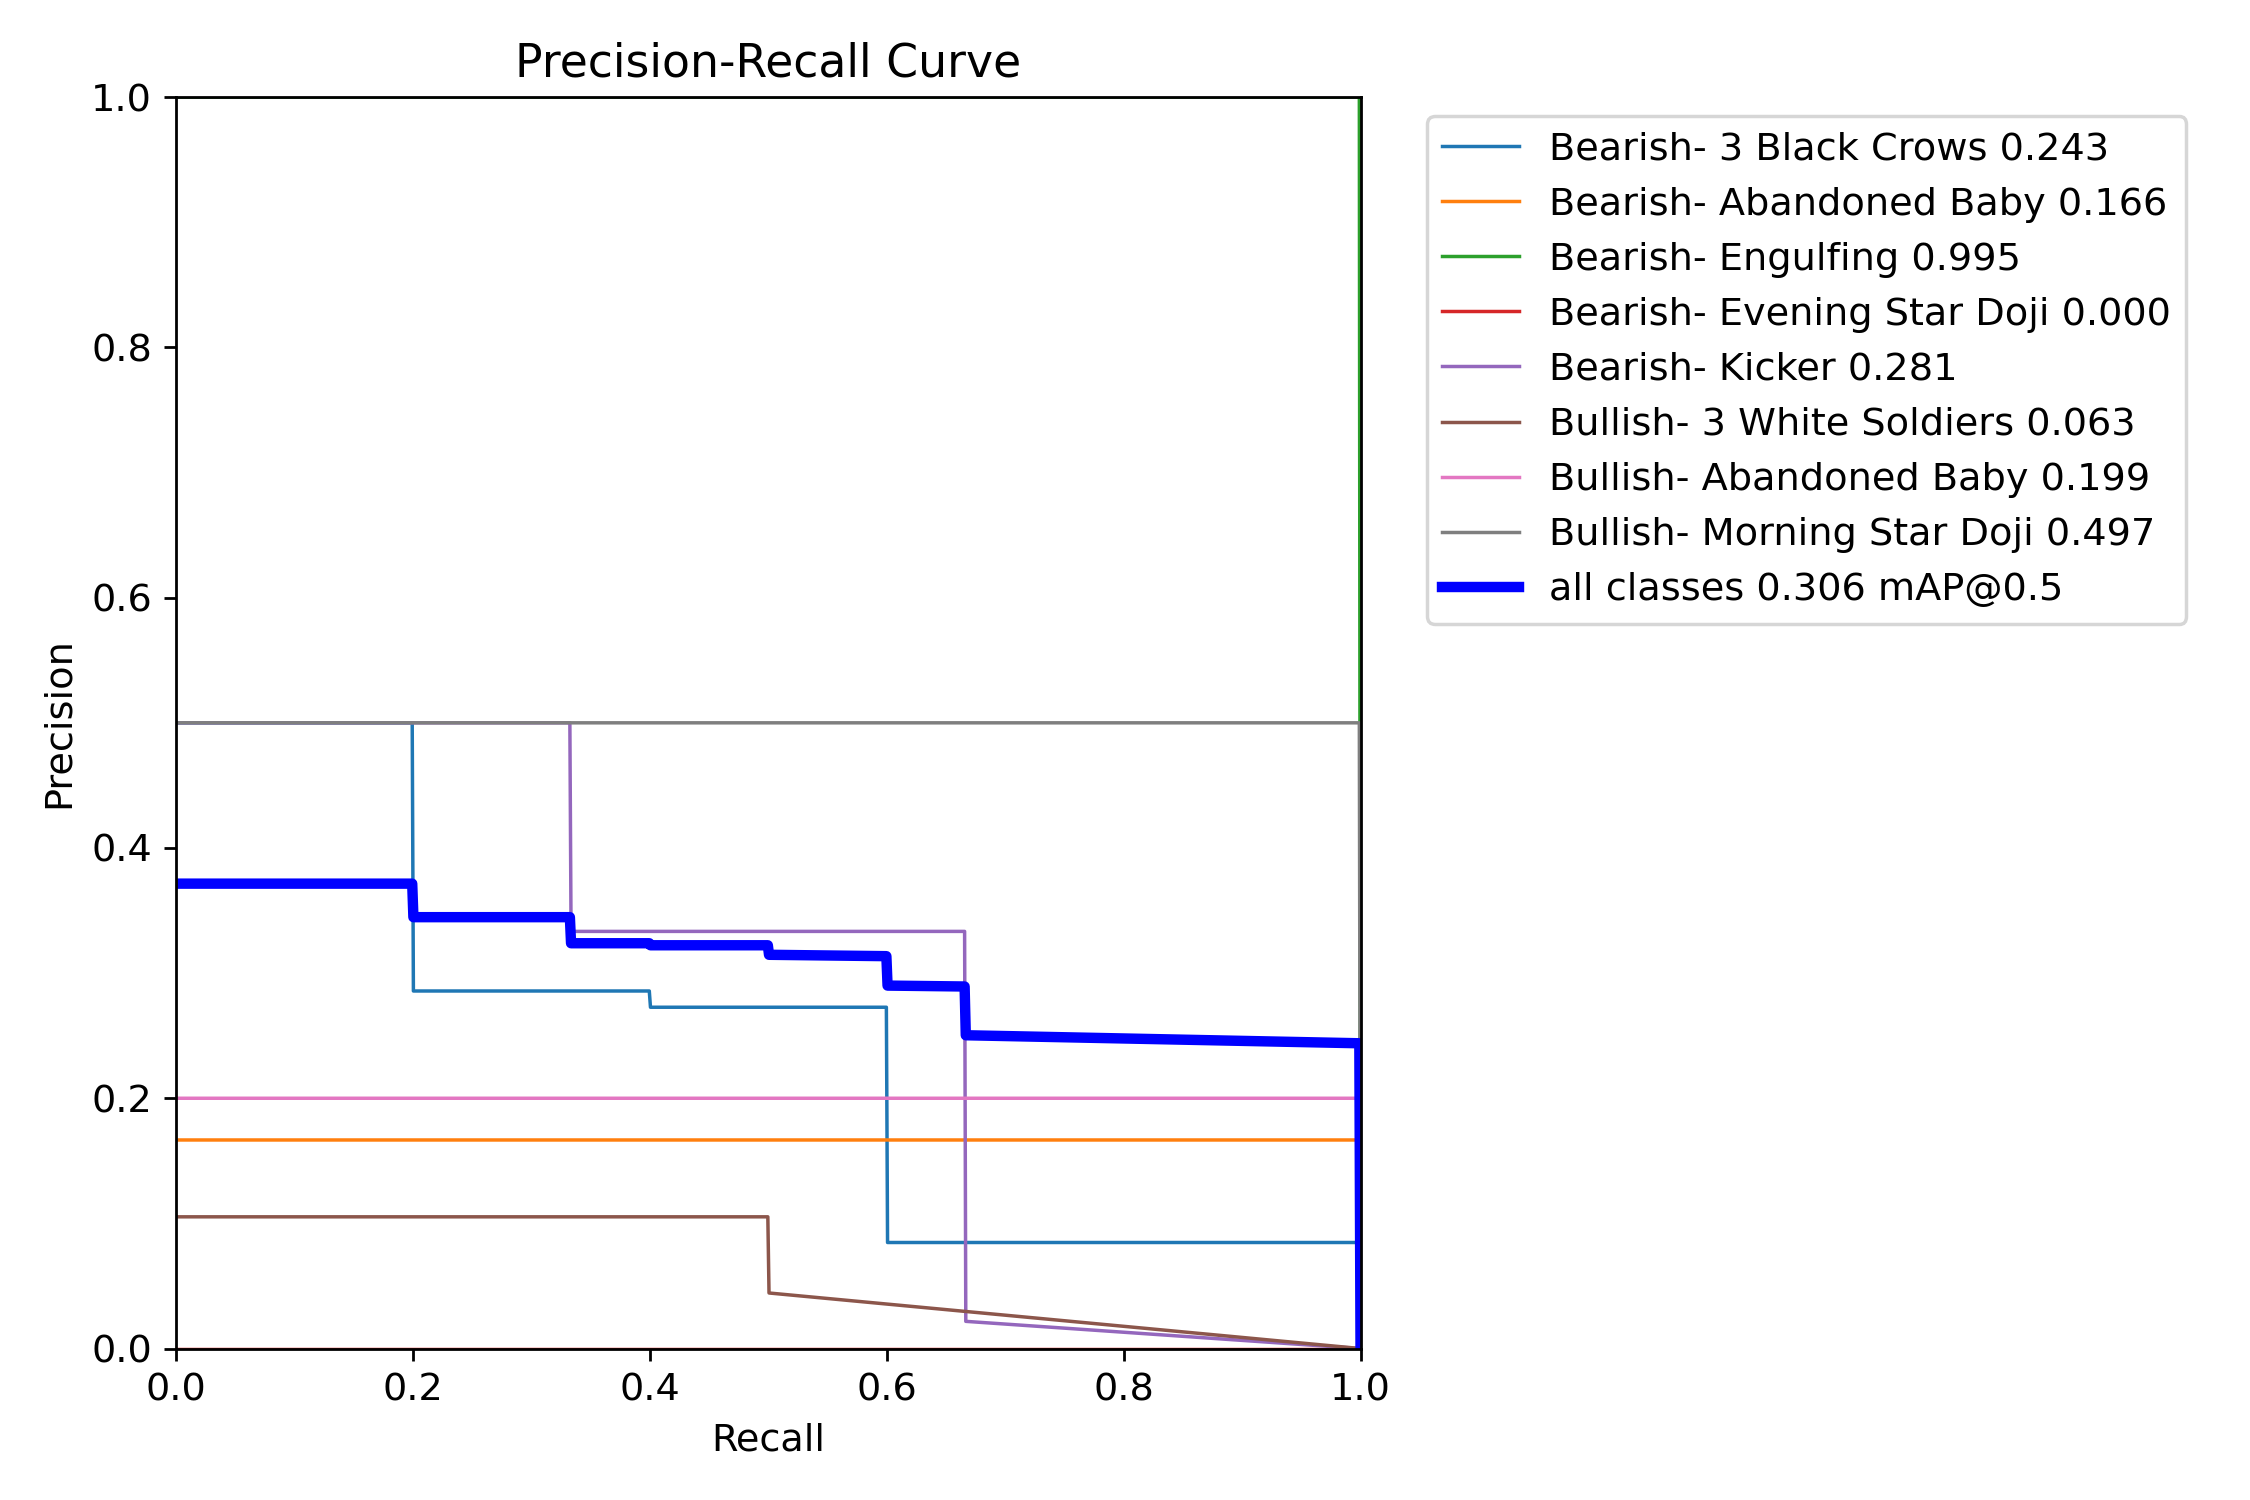 Precision-Recall Curve
1.0
0.8
0.6
0.4
0.2
0.0
Precision
0.0 0.2 0.4 0.6 0.8 1.0
Recall
Bearish- 3 Black Crows 0.243
Bearish- Abandoned Baby 0.166
Bearish- Engulfing 0.995
Bearish- Evening Star Doji 0.000
Bearish- Kicker 0.281
Bullish- 3 White Soldiers 0.063
Bullish- Abandoned Baby 0.199
Bullish- Morning Star Doji 0.497
all classes 0.306 mAP@0.5